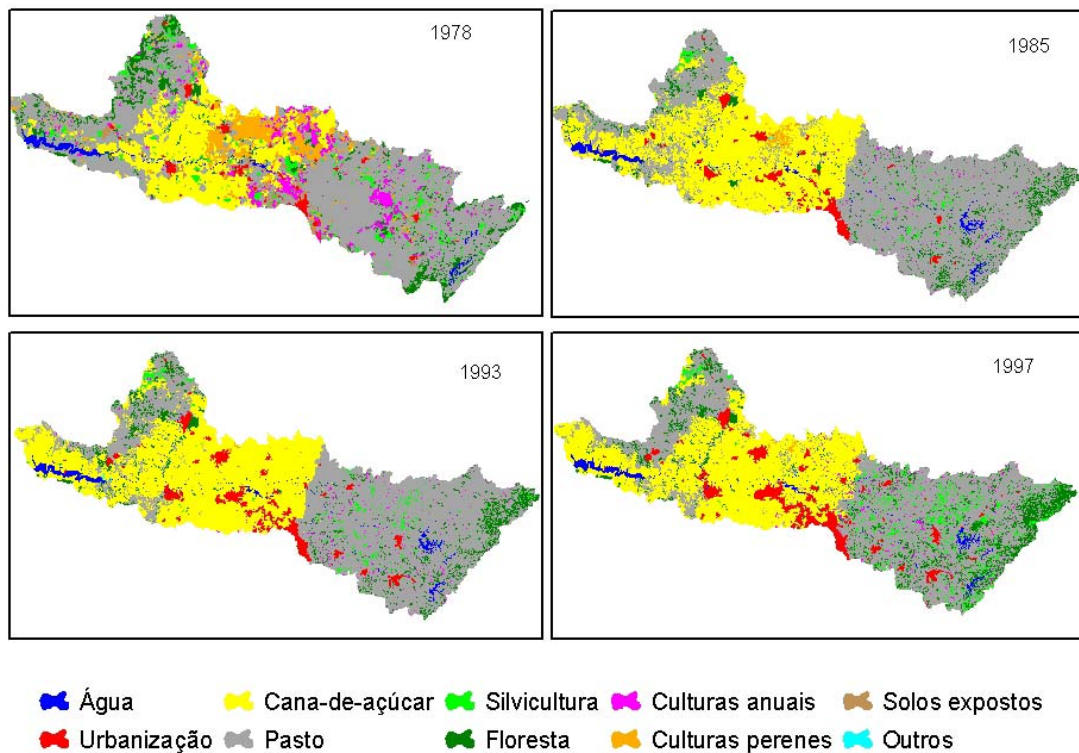 1978
1985
1993
1997
Água Cana-de-açúcar Silvicultura Culturas anuais Solos expostos
Urbanização Pasto Floresta Culturas perenes Outros